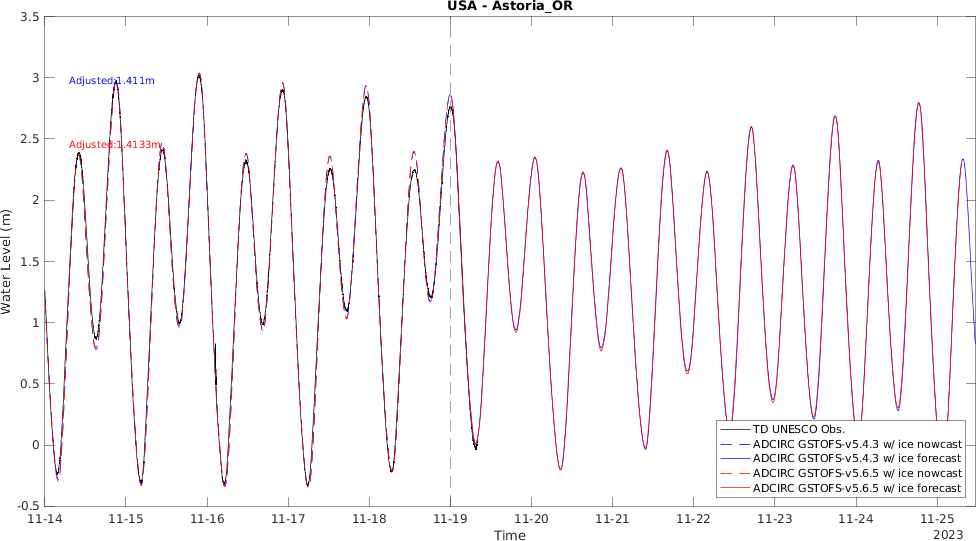 USA - Astoria_OR
3.5
3
2.5
2
1.5
1
0.5
0
-0.5
Water Level (m)
Adjusted:1.411m
Adjusted:1.4133m
TD UNESCO Obs.
ADCIRC GSTOFS-v5.4.3 w/ ice nowcast
ADCIRC GSTOFS-v5.4.3 w/ ice forecast
ADCIRC GSTOFS-v5.6.5 w/ ice nowcast
ADCIRC GSTOFS-v5.6.5 w/ ice forecast
11-14 11-15 11-16 11-17 11-18 11-19 11-20 11-21 11-22 11-23 11-24 11-25
Time
2023